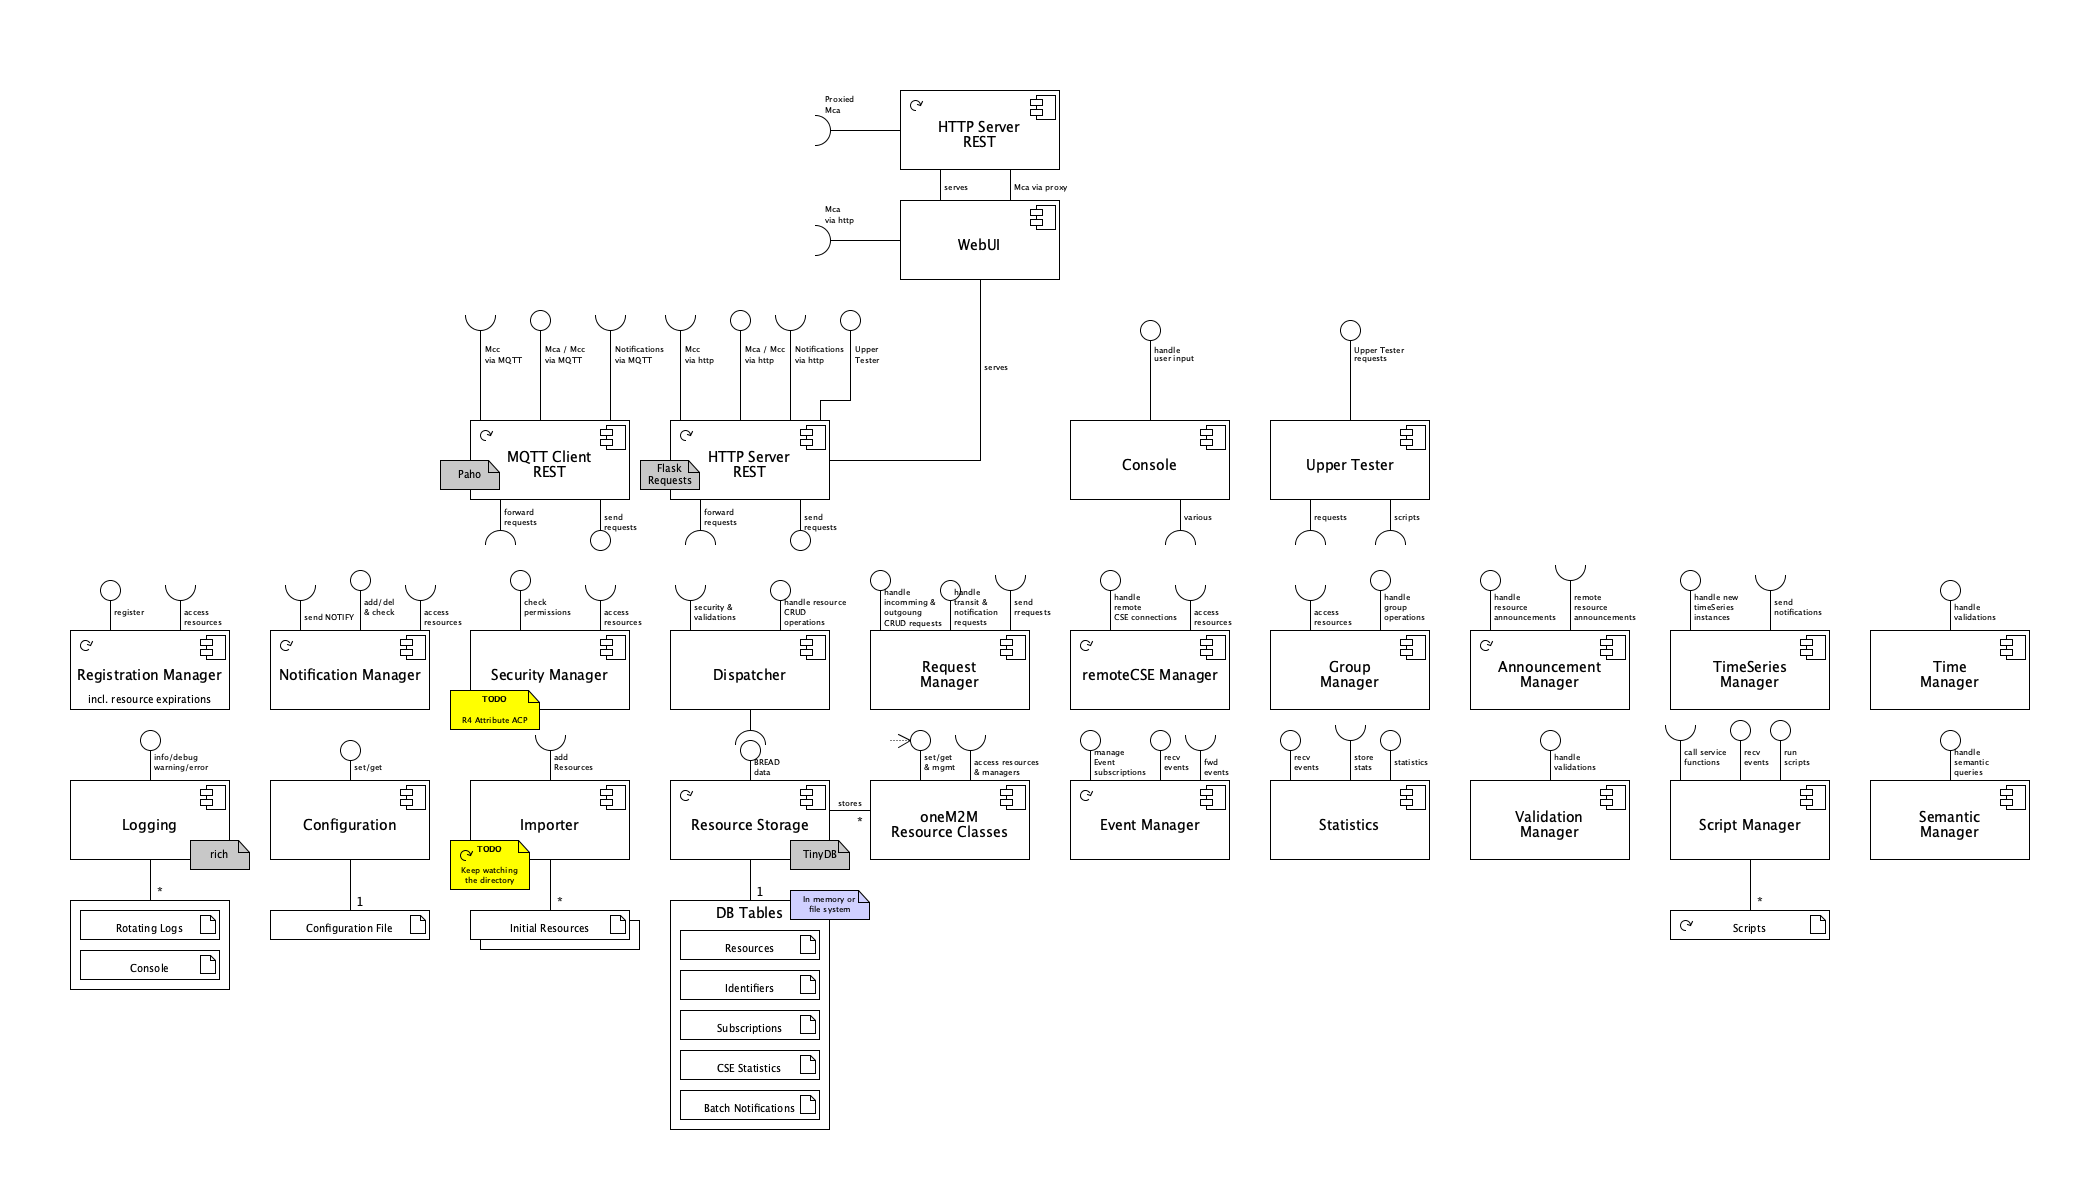 Proxied
Mca
HTTP Server
REST
serves
Mca via proxy
Mca
via http
WebUI
serves
Mcc
via MQTT
Mca / Mcc
via MQTT
Notifications
via MQTT
Mcc
via http
Mca / Mcc
via http
Notifications
via http
Upper
Tester
handle
user input
Upper Tester
requests
MQTT Client
REST
Paho
HTTP Server
REST
Flask
Requests
Console
Upper Tester
forward
requests
send
requests
forward
requests
send
requests
various
requests
scripts
register
access
resources
Registration Manager
incl. resource expirations
send NOTIFY
add/del
& check
access
resources
Notification Manager
check
permissions
access
resources
Security Manager
TODO
R4 Attribute ACP
security &
validations
handle resource
CRUD
operations
Dispatcher
handle
incomming &
outgoung
CRUD requests
handle
transit &
notification
requests
send
rrequests
Request
Manager
handle
remote
CSE connections
access
resources
remoteCSE Manager
access
resources
handle
group
operations
Group
Manager
handle
resource
announcements
remote
resource
announcements
Announcement
Manager
handle new
timeSeries
instances
send
notifications
TimeSeries
Manager
handle
validations
Time
Manager
info/debug
warning/error
Logging
rich
*
Rotating Logs
Console
set/get
Configuration
1
Configuration File
add
Resources
Importer
TODO
Keep watching
the directory
*
Initial Resources
BREAD
data
Resource Storage
TinyDB
stores
*
1
In memory or
file system
DB Tables
Resources
Identifiers
Subscriptions
CSE Statistics
Batch Notifications
set/get
& mgmt
access resources
& managers
oneM2M
Resource Classes
manage
Event
subscriptions
recv
events
fwd
events
Event Manager
recv
events
store
stats
statistics
Statistics
handle
validations
Validation
Manager
call service
functions
recv
events
run
scripts
Script Manager
*
Scripts
handle
semantic
queries
Semantic
Manager